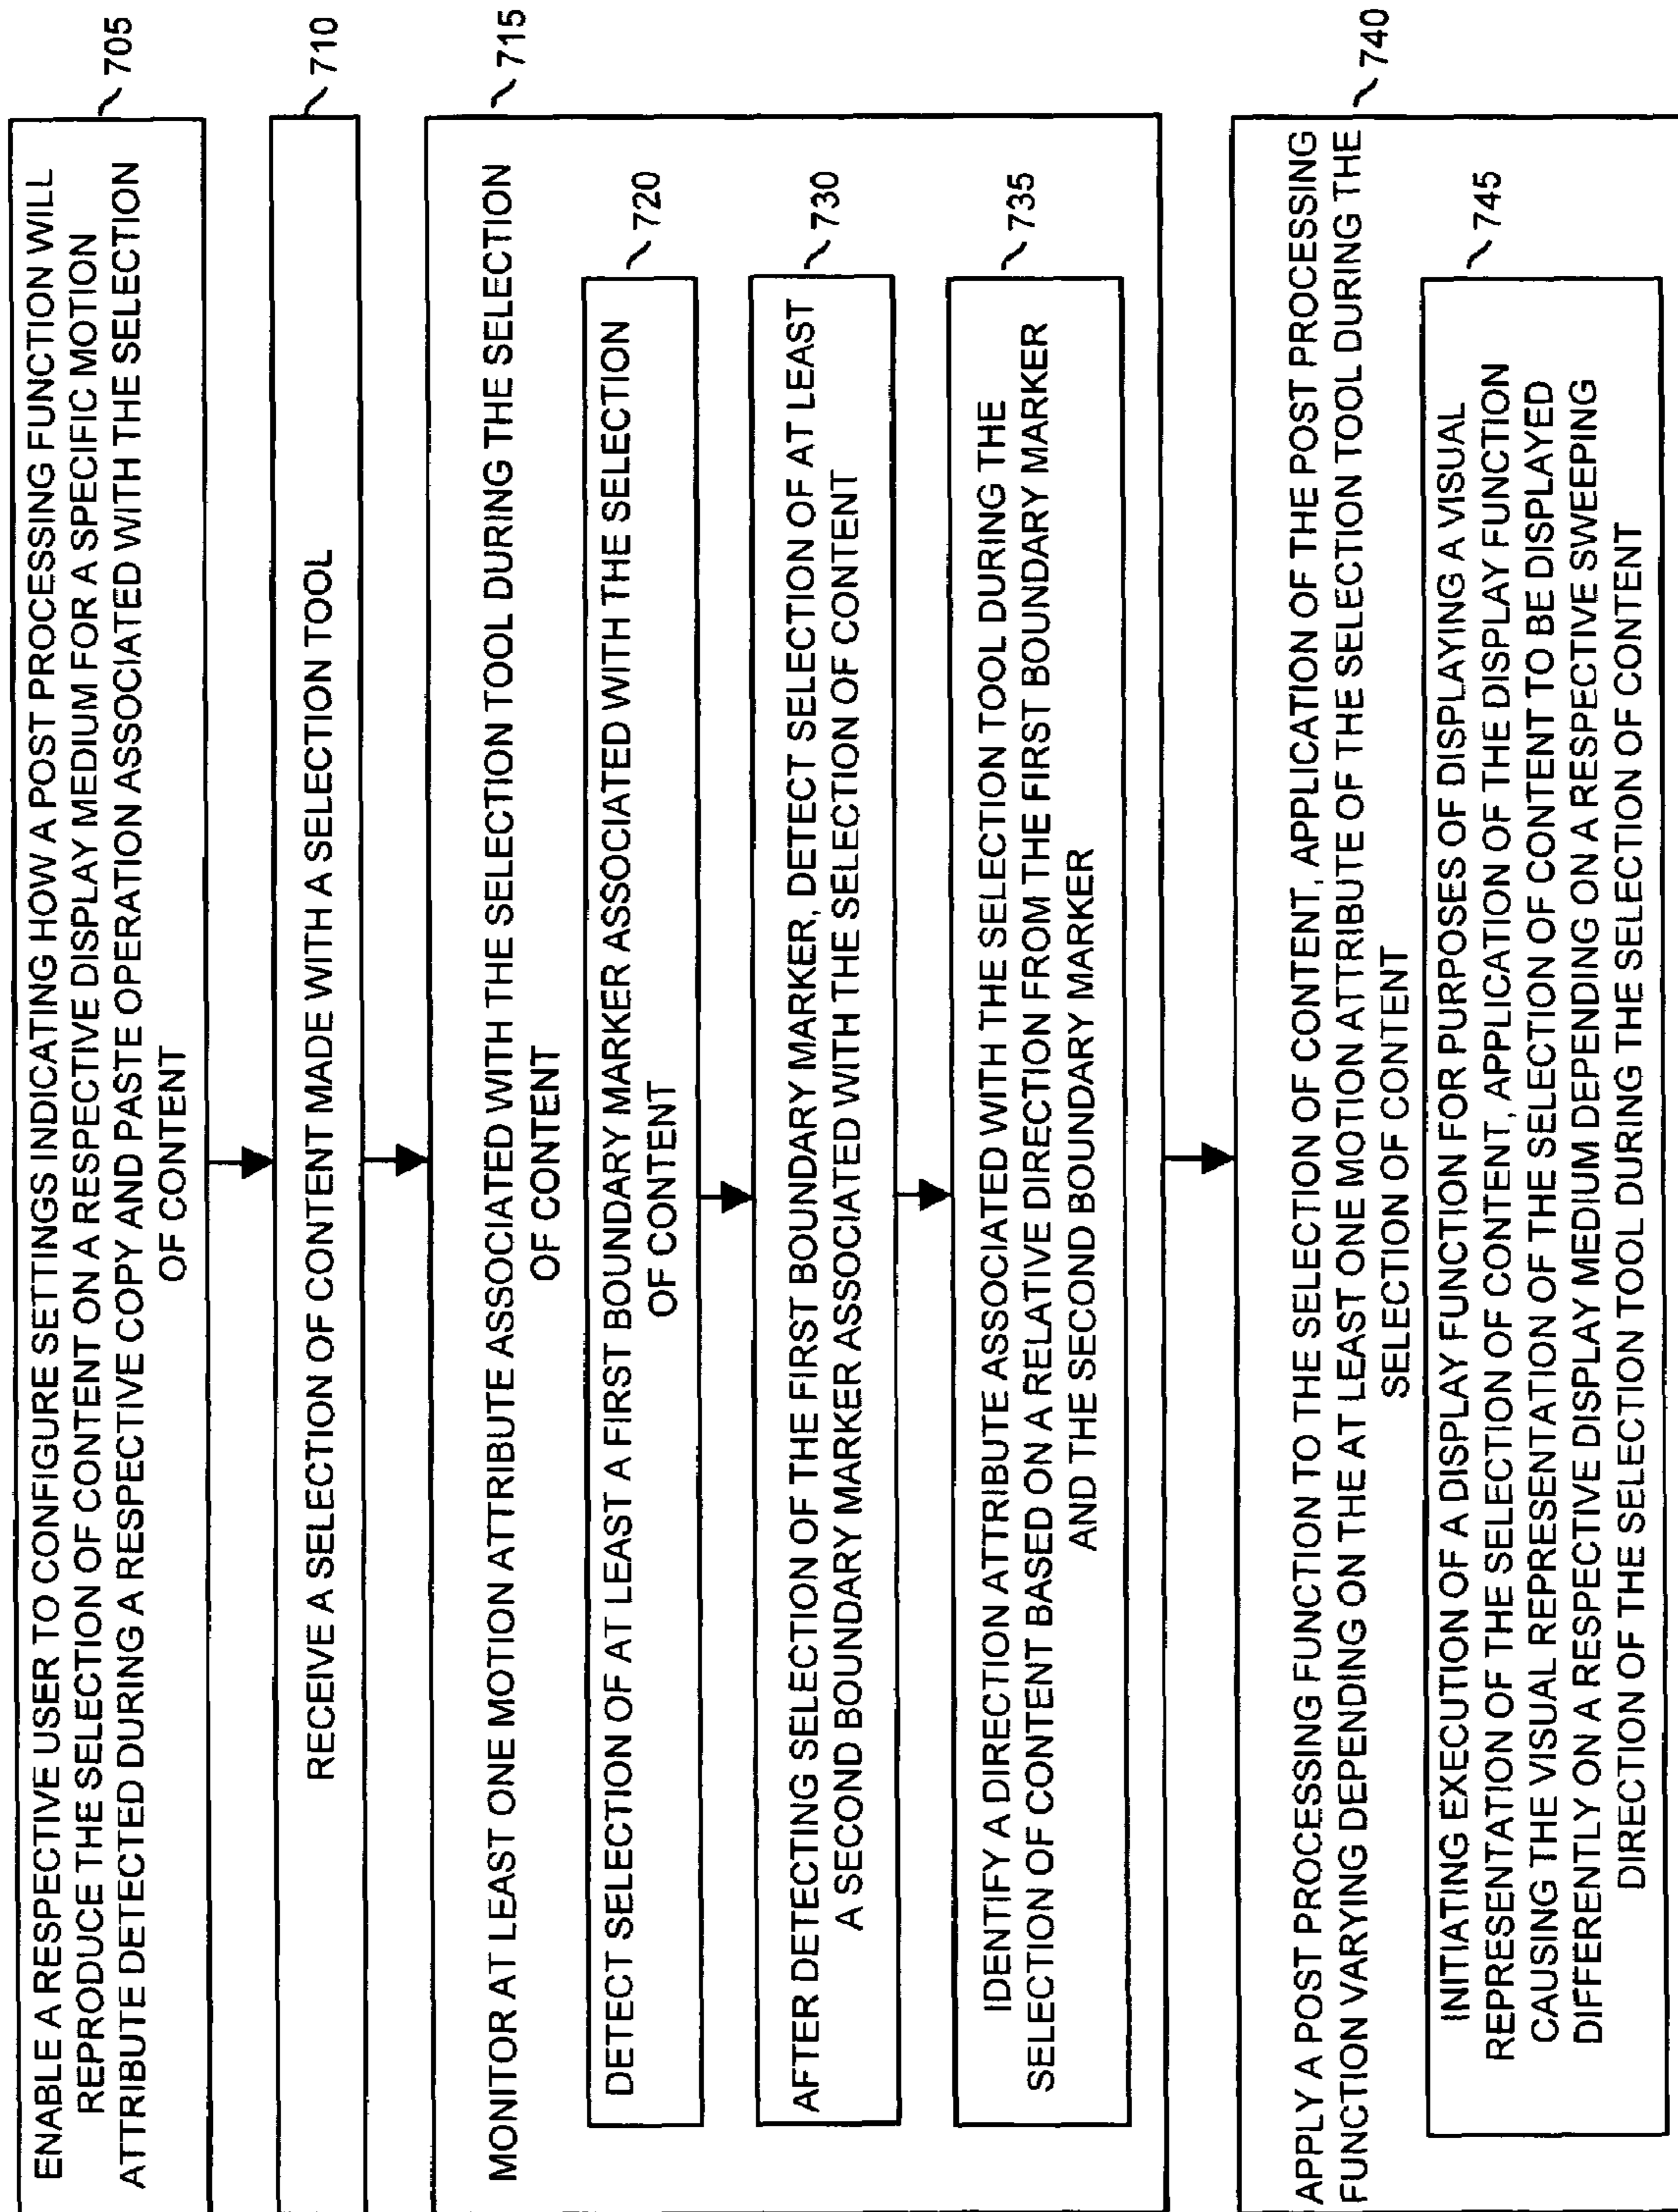 ENABLE A RESPECTIVE USER TO CONFIGURE SETTINGS INDICATING HOW A POST PROCESSING FUNCTION WILL
REPRODUCE THE SELECTION OF CONTENT ON A RESPECTIVE DISPLAY MEDIUM FOR A SPECIFIC MOTION
ATTRIBUTE DETECTED DURING A RESPECTIVE COPY AND PASTE OPERATION ASSOCIATED WITH THE SELECTION
OF CONTENT
705
RECEIVE A SELECTION OF CONTENT MADE WITH A SELECTION TOOL
710
MONITOR AT LEAST ONE MOTION ATTRIBUTE ASSOCIATED WITH THE SELECTION TOOL DURING THE SELECTION
OF CONTENT
715
DETECT SELECTION OF AT LEAST A FIRST BOUNDARY MARKER ASSOCIATED WITH THE SELECTION
OF CONTENT
720
AFTER DETECTING SELECTION OF THE FIRST BOUNDARY MARKER, DETECT SELECTION OF AT LEAST
A SECOND BOUNDARY MARKER ASSOCIATED WITH THE SELECTION OF CONTENT
730
IDENTIFY A DIRECTION ATTRIBUTE ASSOCIATED WITH THE SELECTION TOOL DURING THE
SELECTION OF CONTENT BASED ON A RELATIVE DIRECTION FROM THE FIRST BOUNDARY MARKER
AND THE SECOND BOUNDARY MARKER
735
APPLY A POST PROCESSING FUNCTION TO THE SELECTION OF CONTENT, APPLICATION OF THE POST PROCESSING
FUNCTION VARYING DEPENDING ON THE AT LEAST ONE MOTION ATTRIBUTE OF THE SELECTION TOOL DURING THE
SELECTION OF CONTENT
740
INITIATING EXECUTION OF A DISPLAY FUNCTION FOR PURPOSES OF DISPLAYING A VISUAL
REPRESENTATION OF THE SELECTION OF CONTENT, APPLICATION OF THE DISPLAY FUNCTION
CAUSING THE VISUAL REPRESENTATION OF THE SELECTION OF CONTENT TO BE DISPLAYED
DIFFERENTLY ON A RESPECTIVE DISPLAY MEDIUM DEPENDING ON A RESPECTIVE SWEEPING
DIRECTION OF THE SELECTION TOOL DURING THE SELECTION OF CONTENT
745